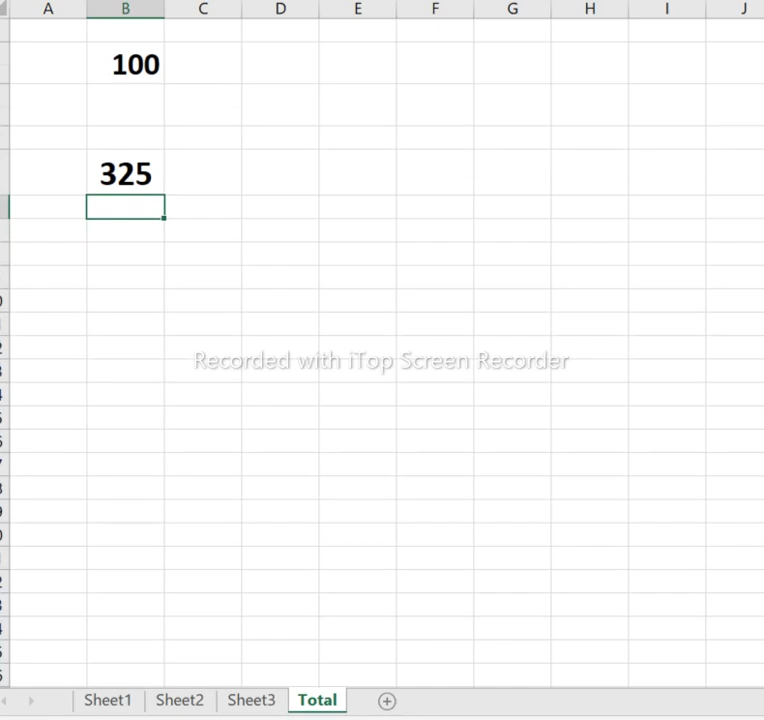 A B C D E F G H I J
100
325
Recorded with iTop Screen Recorder
Sheet1 Sheet2 Sheet3 Total